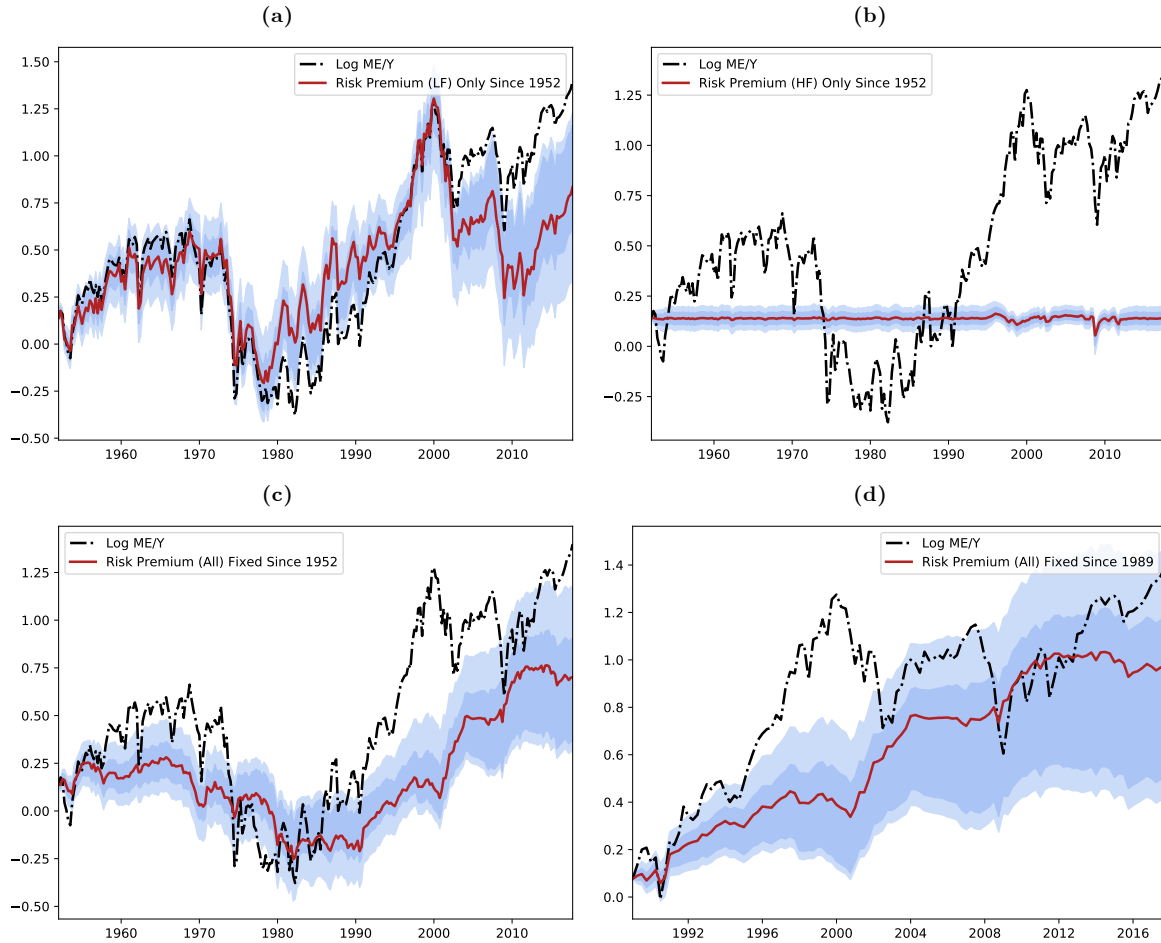 (a)
Log ME/Y
Risk Premium (LF) Only Since 1952
1.50
1.25
1.00
0.75
0.50
0.25
0.00
−0.25
−0.50
1960 1970 1980 1990 2000 2010
(b)
Log ME/Y
Risk Premium (HF) Only Since 1952
1.25
1.00
0.75
0.50
0.25
0.00
−0.25
1960 1970 1980 1990 2000 2010
(c)
Log ME/Y
Risk Premium (All) Fixed Since 1952
1.25
1.00
0.75
0.50
0.25
0.00
−0.25
−0.50
1960 1970 1980 1990 2000 2010
(d)
Log ME/Y
Risk Premium (All) Fixed Since 1989
1.4
1.2
1.0
0.8
0.6
0.4
0.2
0.0
1992 1996 2000 2004 2008 2012 2016